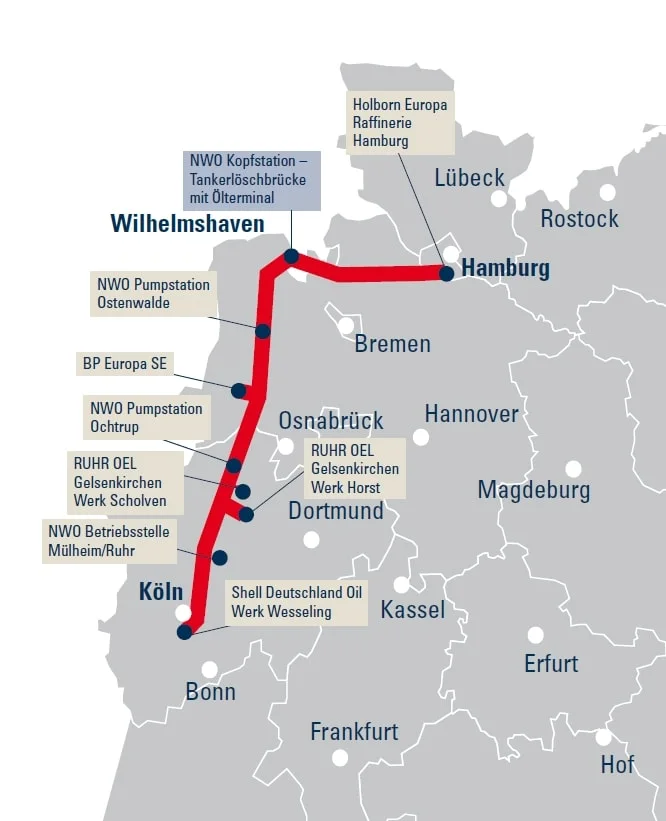 Holborn Europa
Raffinerie
Hamburg
NWO Kopfstation –
Tankerlöschbrücke
mit Ölterminal
Lübeck
Rostock
Wilhelmshaven
Hamburg
NWO Pumpstation
Ostenwalde
Bremen
BP Europa SE
NWO Pumpstation
Ochtrup
Osnabrück
Hannover
RUHR OEL
Gelsenkirchen
Werk Scholven
RUHR OEL
Gelsenkirchen
Werk Horst
Magdeburg
Dortmund
NWO Betriebsstelle
Mülheim/Ruhr
Köln
Shell Deutschland Oil
Werk Wesseling
Kassel
Erfurt
Bonn
Frankfurt
Hof